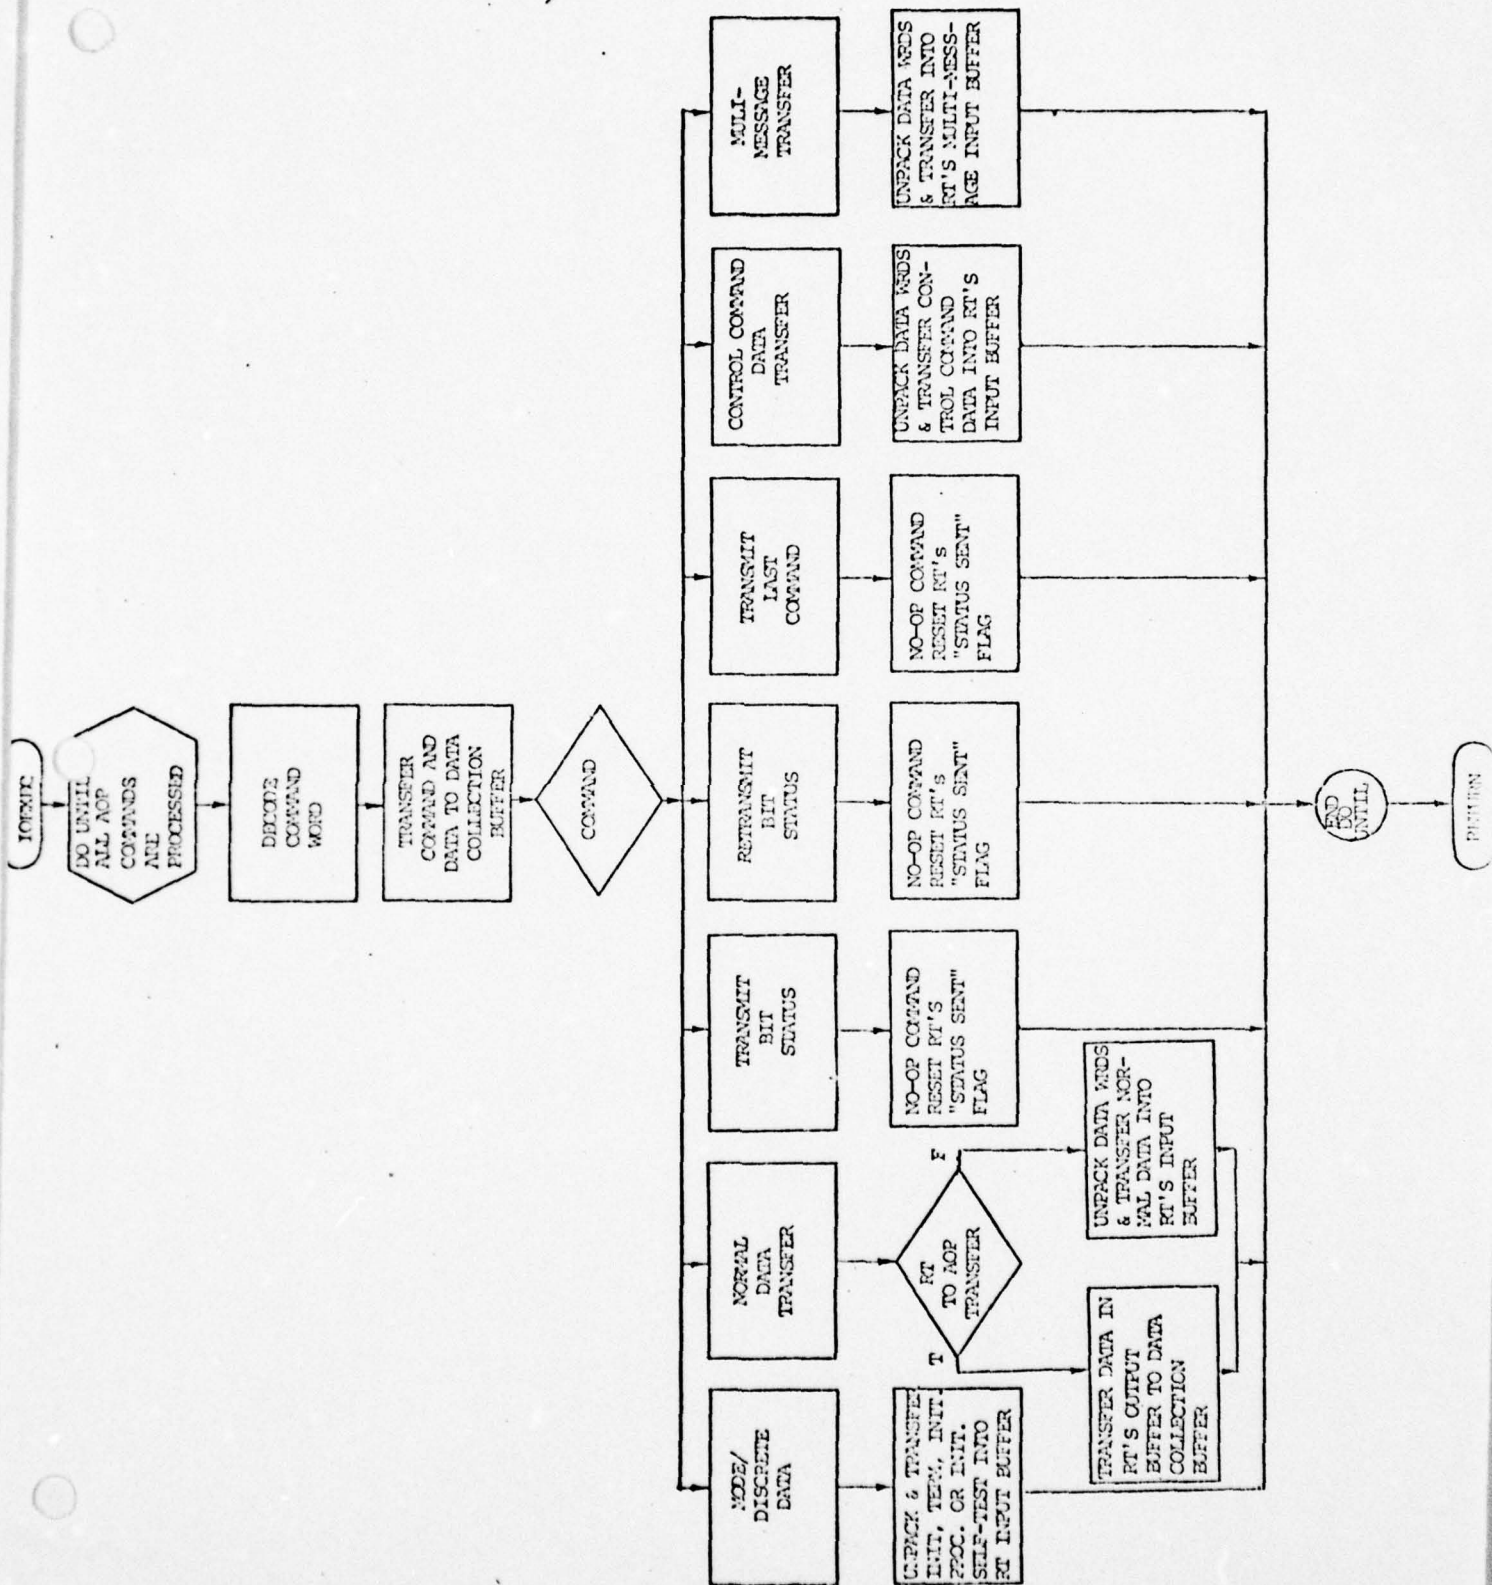 IOEXEC
DO UNTIL
ALL AOP
COMMANDS
ARE
PROCESSED
DECODE
COMMAND
WORD
TRANSFER
COMMAND AND
DATA TO DATA
COLLECTION
BUFFER
COMMAND
MODE/
DISCRETE
DATA
NORMAL
DATA
TRANSFER
TRANSMIT
BIT
STATUS
RETRANSMIT
BIT
STATUS
TRANSMIT
LAST
COMMAND
CONTROL COMMAND
DATA
TRANSFER
MULI-
MESSAGE
TRANSFER
UNPACK & TRANSFER
INIT, TERM, INIT.
PROC. OR INIT.
SELF-TEST INTO
RT INPUT BUFFER
RT
TO AOP
TRANSFER
T
F
NO-OP COMMAND
RESET RT'S
"STATUS SENT"
FLAG
NO-OP COMMAND
RESET RT's
"STATUS SENT"
FLAG
NO-OP COMMAND
RESET RT's
"STATUS SENT"
FLAG
UNPACK DATA WRDS
& TRANSFER CON-
TROL COMMAND
DATA INTO RT's
INPUT BUFFER
UNPACK DATA WRDS
& TRANSFER INTO
RT'S MULTI-MESS-
AGE INPUT BUFFER
TRANSFER DATA IN
RT'S OUTPUT
BUFFER TO DATA
COLLECTION
BUFFER
UNPACK DATA WRDS
& TRANSFER NOR-
MAL DATA INTO
RT'S INPUT
BUFFER
END
DO
UNTIL
RETURN